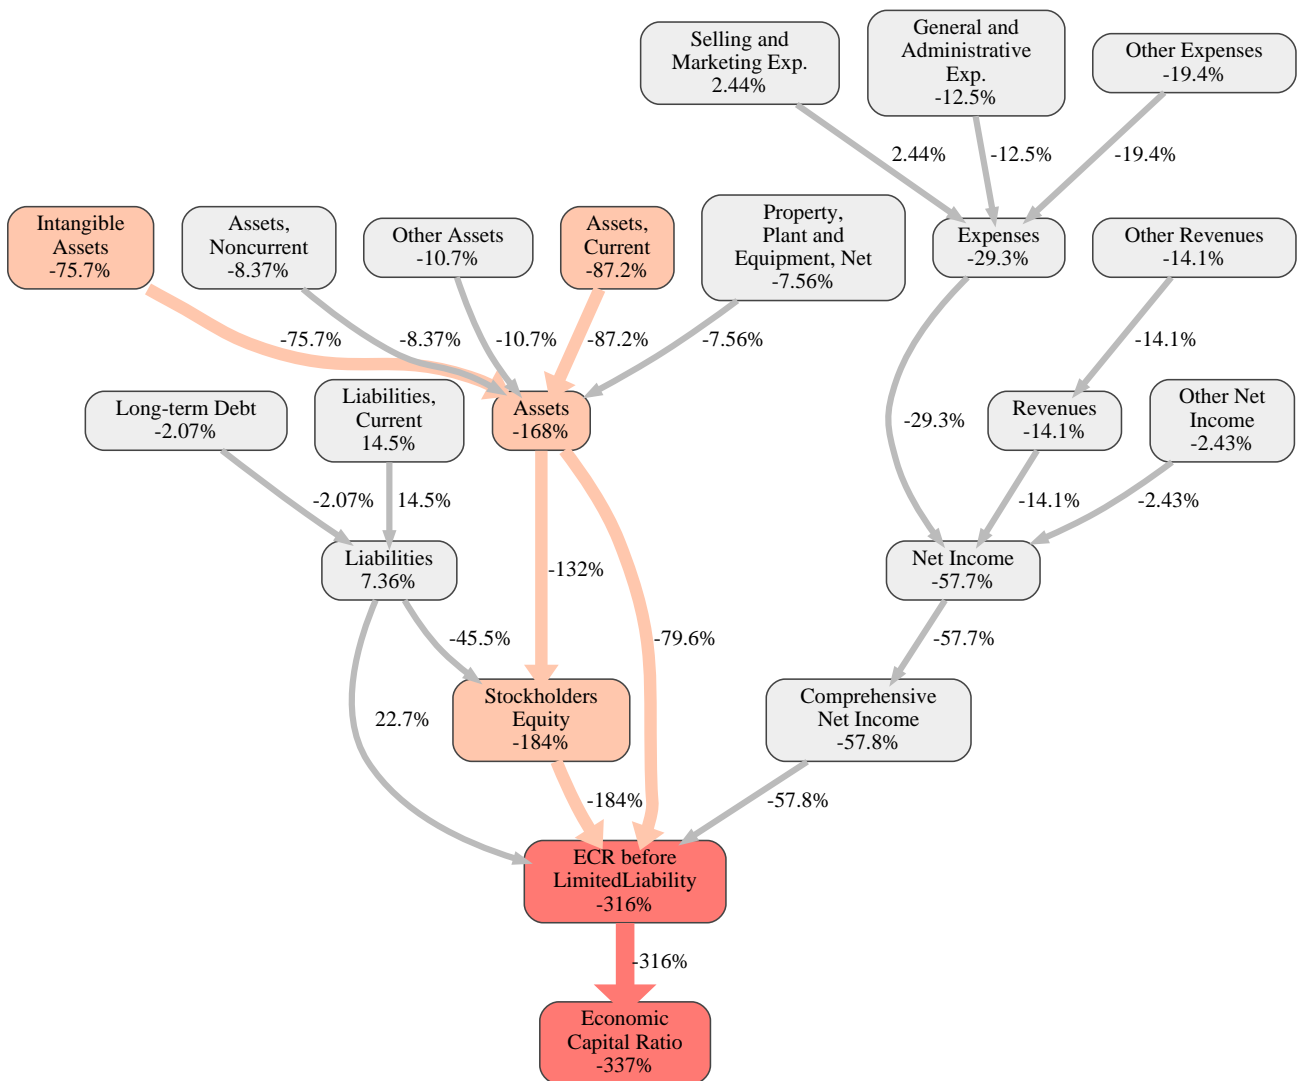 Selling and
Marketing Exp.
2.44%
General and
Administrative
Exp.
-12.5%
Other Expenses
-19.4%
2.44%
-12.5%
-19.4%
Intangible
Assets
-75.7%
Assets,
Noncurrent
-8.37%
Other Assets
-10.7%
Assets,
Current
-87.2%
Property,
Plant and
Equipment, Net
-7.56%
Expenses
-29.3%
Other Revenues
-14.1%
-75.7%
-8.37%
-10.7%
-87.2%
-7.56%
-14.1%
Long-term Debt
-2.07%
Liabilities,
Current
14.5%
Assets
-168%
-29.3%
Revenues
-14.1%
Other Net
Income
-2.43%
-2.07%
14.5%
-14.1%
-2.43%
Liabilities
7.36%
-132%
Net Income
-57.7%
-45.5%
-79.6%
-57.7%
22.7%
Stockholders
Equity
-184%
Comprehensive
Net Income
-57.8%
-184%
-57.8%
ECR before
LimitedLiability
-316%
-316%
Economic
Capital Ratio
-337%